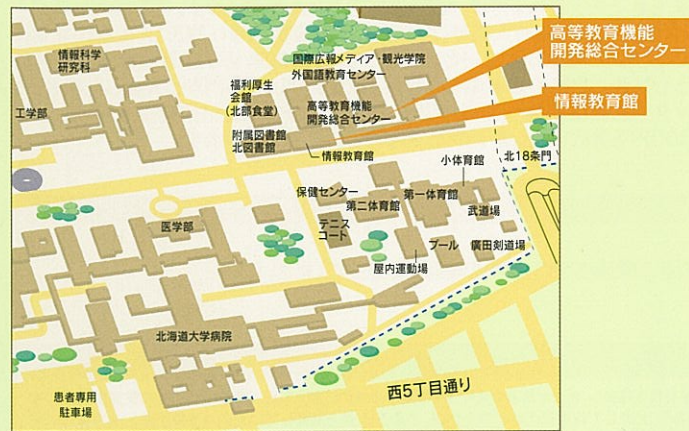 高等教育機能
開発総合センター
情報教育館
情報科学
研究科
国際広報メディア・観光学院
外国語教育センター
福利厚生
会館
(北部食堂)
高等教育機能
開発総合センター
工学部
附属図書館
北図書館
情報教育館
小体育館
北18条門
保健センター
第二体育館
第一体育館
武道場
テニス
コート
医学部
プール
廣田剣道場
屋内運動場
北海道大学病院
西5丁目通り
患者専用
駐車場